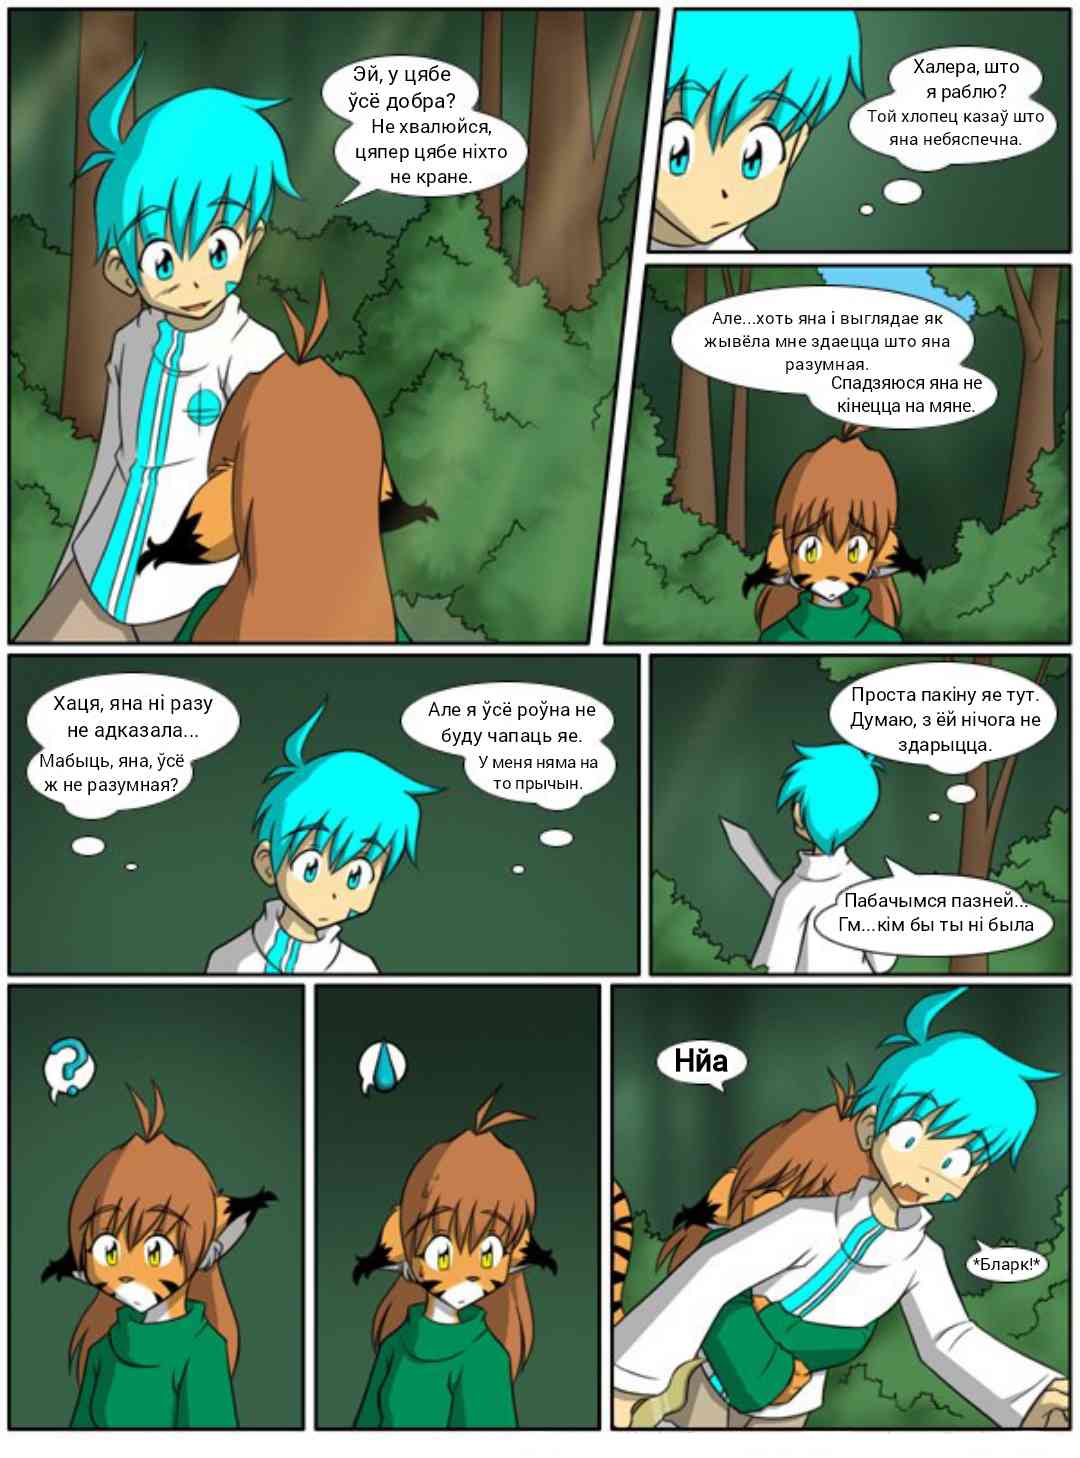 Эй, у цябе
ўсё добра?
Не хвалюйся,
цяпер цябе ніхто
не кране.
Халера, што
я раблю?
Той хлопец казаў што
яна небяспечна.
Але...хоть яна і выглядае як
жывёла мне здаецца што яна
разумная.
Спадзяюся яна не
кінецца на мяне.
Хаця, яна ні разу
не адказала...
Мабыць, яна, ўсё
ж не разумная?
Але я ўсё роўна не
буду чапаць яе.
У меня няма на
то прычын.
Проста пакіну яе тут.
Думаю, з ёй нічога не
здарыцца.
Пабачымся пазней...
Гм...кім бы ты ні была
?
!
Нйа
*Бларк!*